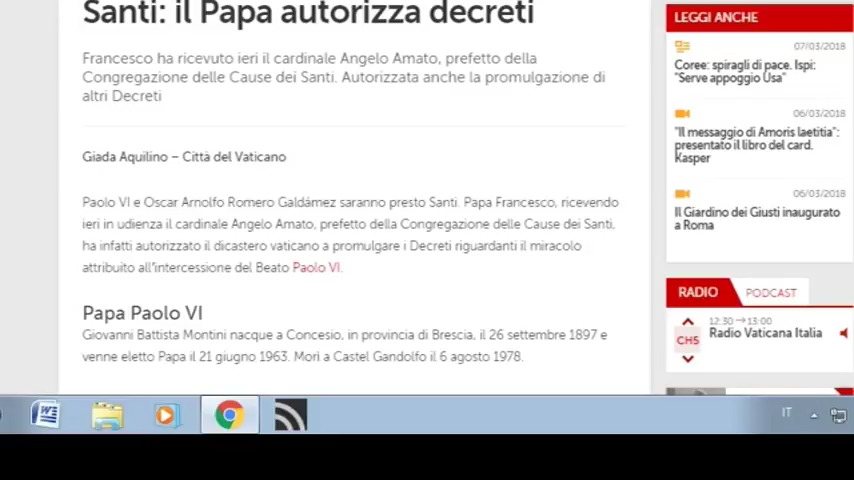 Santi: il Papa autorizza decreti
Francesco ha ricevuto ieri il cardinale Angelo Amato, prefetto della
Congregazione delle Cause dei Santi. Autorizzata anche la promulgazione di
altri Decreti
Giada Aquilino – Città del Vaticano
Paolo VI e Oscar Arnolfo Romero Galdámez saranno presto Santi. Papa Francesco, ricevendo
ieri in udienza il cardinale Angelo Amato, prefetto della Congregazione delle Cause dei Santi,
ha infatti autorizzato il dicastero vaticano a promulgare i Decreti riguardanti il miracolo
attribuito all'intercessione del Beato Paolo VI.
Papa Paolo VI
Giovanni Battista Montini nacque a Concesio, in provincia di Brescia, il 26 settembre 1897 e
venne eletto Papa il 21 giugno 1963. Morì a Castel Gandolfo il 6 agosto 1978.
LEGGI ANCHE
07/03/2018
Coree: spiragli di pace. Ispi:
"Serve appoggio Usa"
06/03/2018
"Il messaggio di Amoris laetitia":
presentato il libro del card.
Kasper
06/03/2018
Il Giardino dei Giusti inaugurato
a Roma
RADIO PODCAST
12:30 → 13:00
CH5 Radio Vaticana Italia
IT